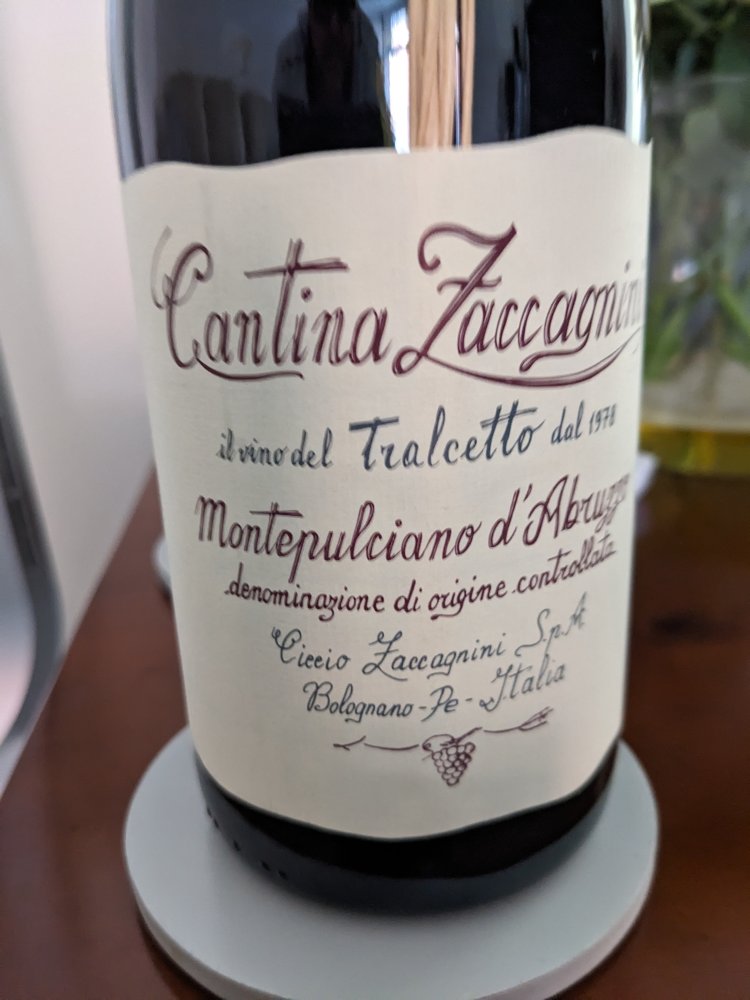 Cantina Zaccagnini
il vino del Tralcetto dal 1978
Montepulciano d'Abruzzo
denominazione di origine controllata
Ciccio Zaccagnini S.p.A.
Bolognano - Pe - Italia